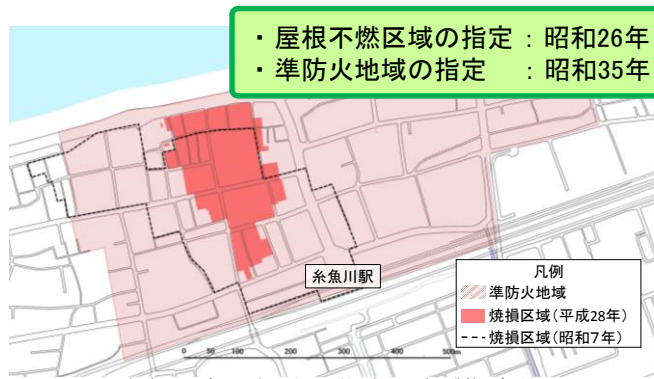 ・屋根不燃区域の指定：昭和26年
・準防火地域の指定　：昭和35年
糸魚川駅
凡例
準防火地域
焼損区域(平成28年)
焼損区域(昭和7年)
0 50 100 200 300 400 500m